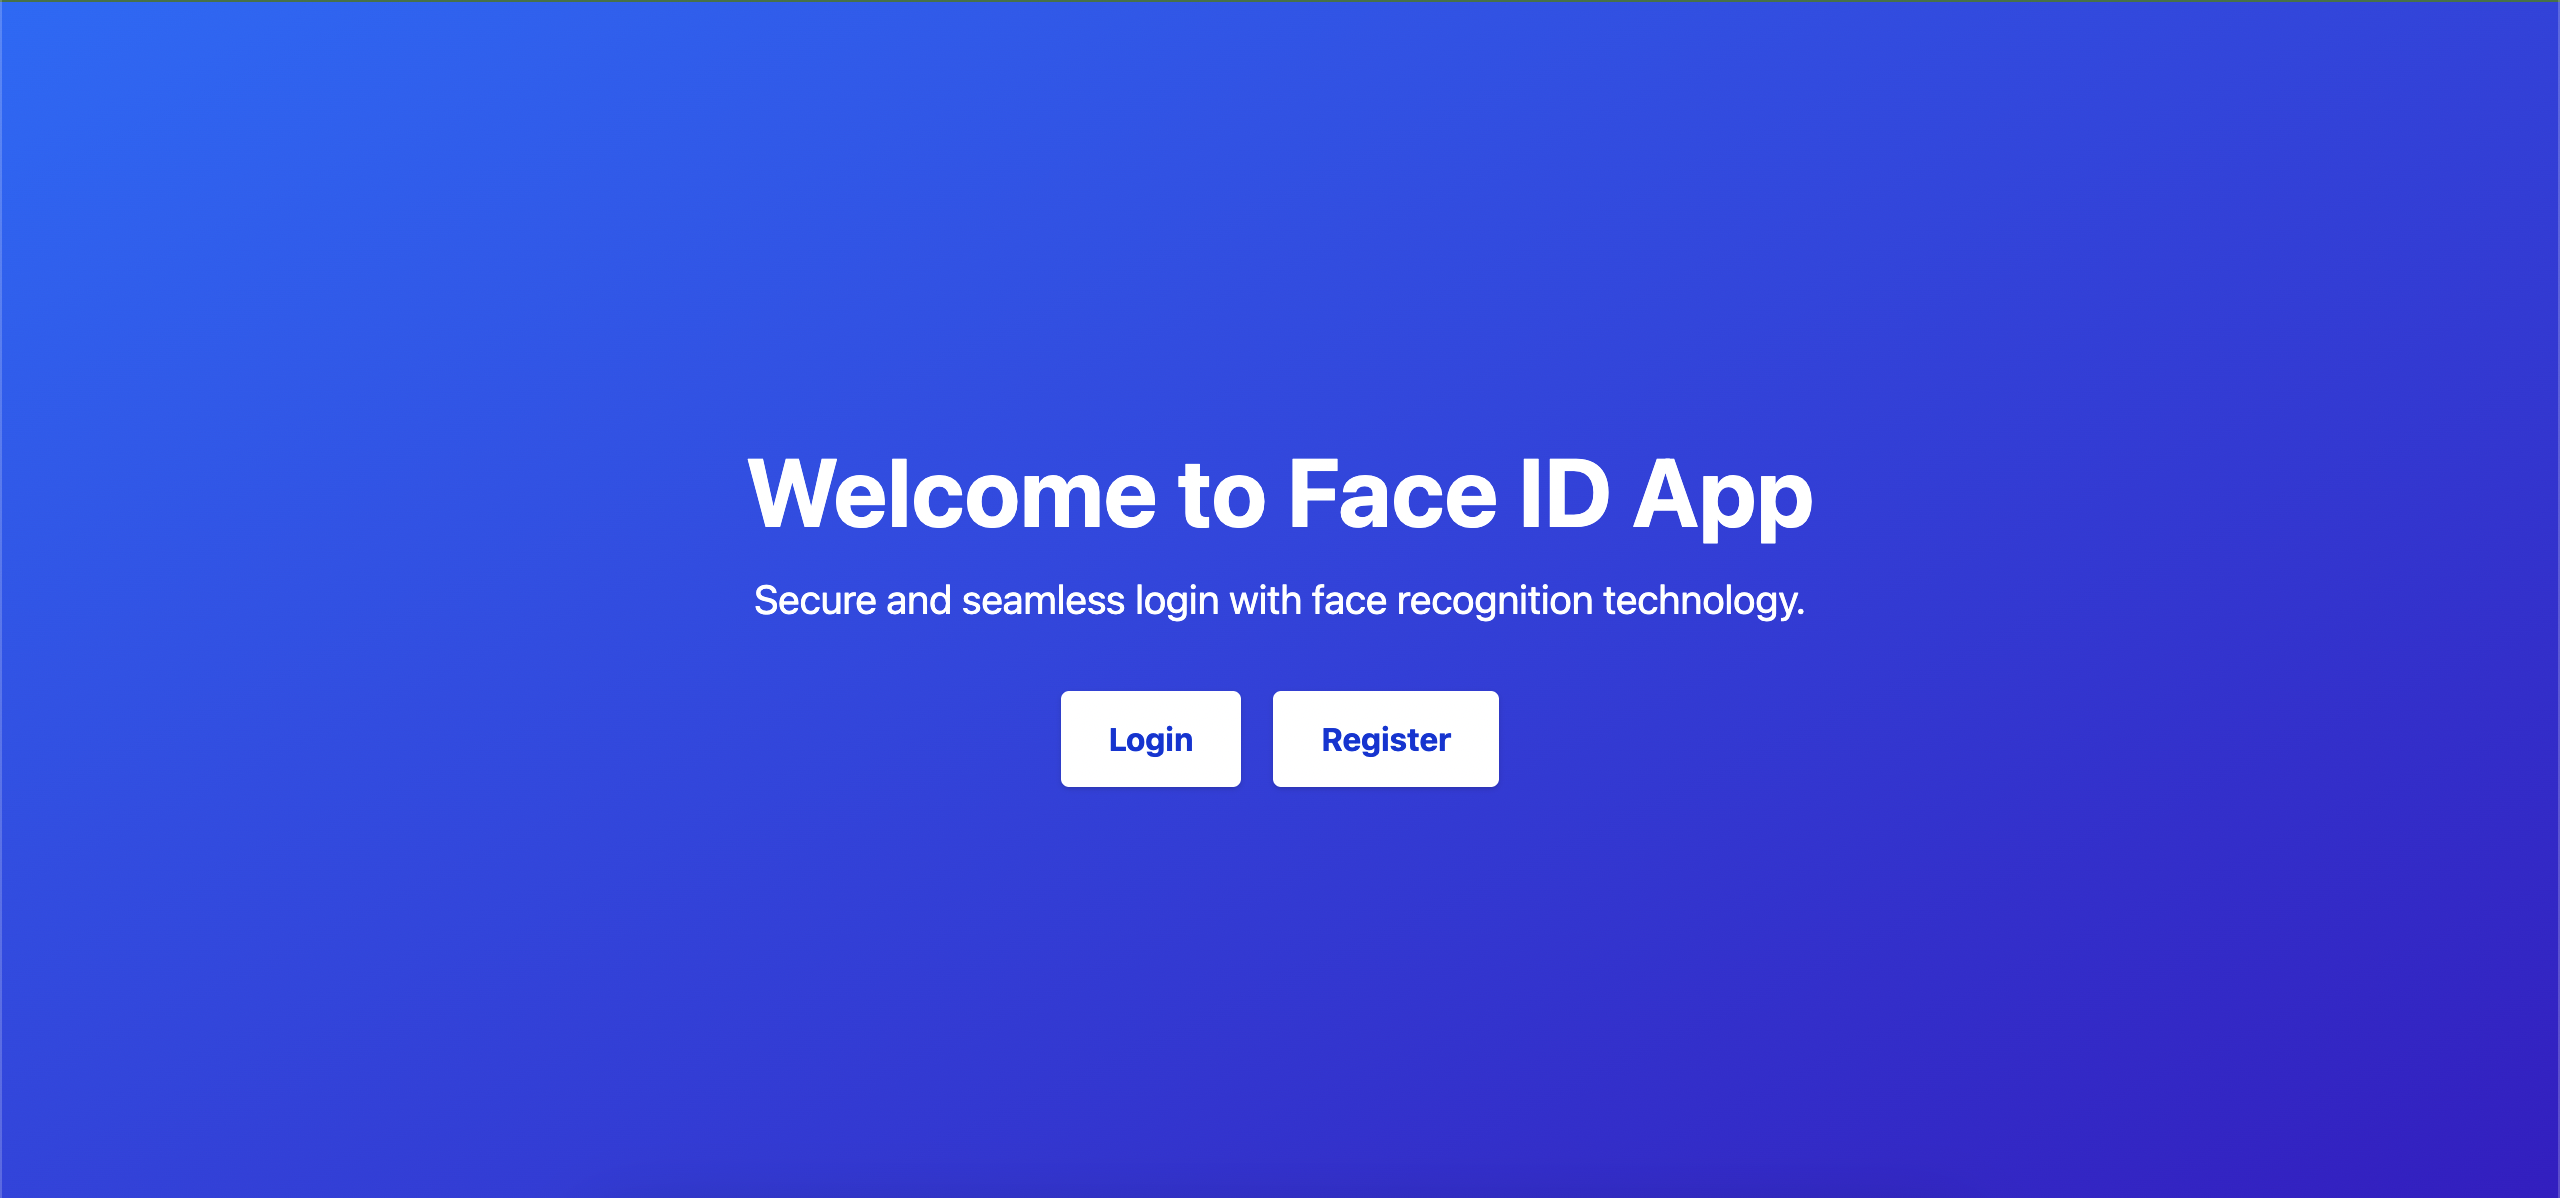 Welcome to Face ID App
Secure and seamless login with face recognition technology.
Login
Register